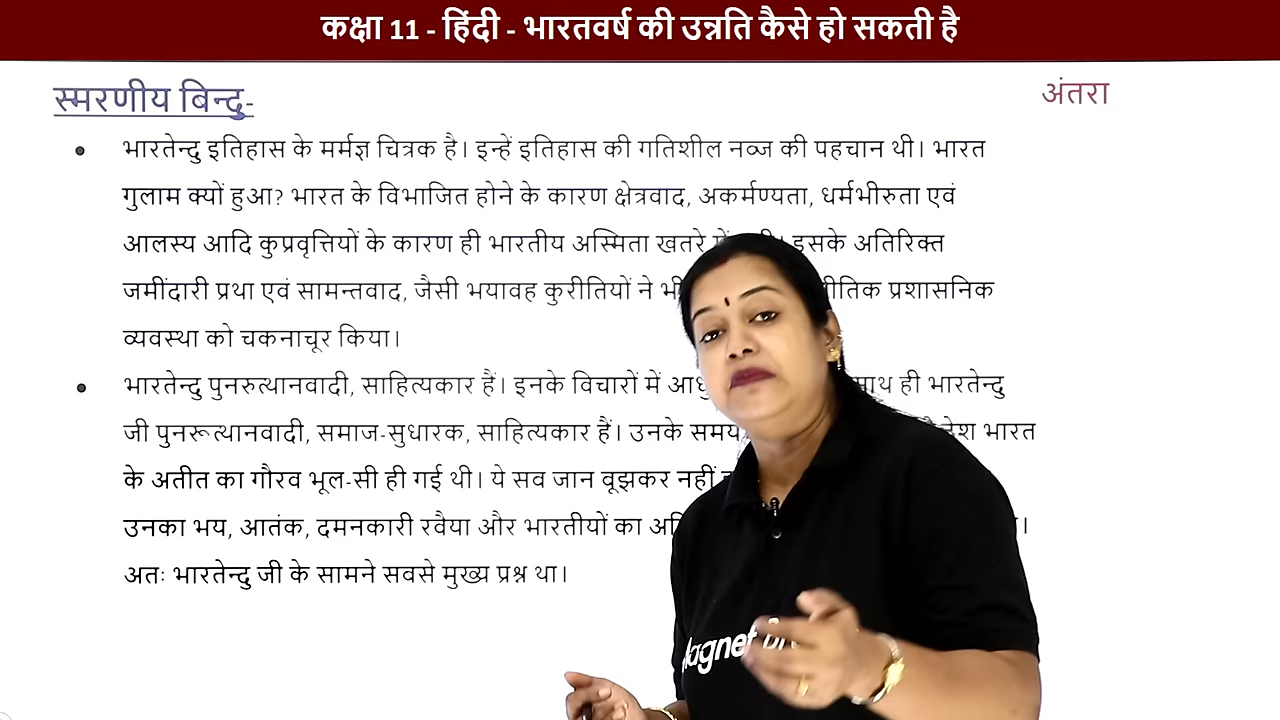 कक्षा 11 - हिंदी - भारतवर्ष की उन्नति कैसे हो सकती है
स्मरणीय बिन्दु-
अंतरा
भारतेन्दु इतिहास के मर्मज्ञ चित्रक है। इन्हें इतिहास की गतिशील नव्ज की पहचान थी। भारत
गुलाम क्यों हुआ? भारत के विभाजित होने के कारण क्षेत्रवाद, अकर्मण्यता, धर्मभीरुता एवं
आलस्य आदि कुप्रवृत्तियों के कारण ही भारतीय अस्मिता खतरे इसके अतिरिक्त
जमींदारी प्रथा एवं सामन्तवाद, जैसी भयावह कुरीतियों ने प्रशासनिक
व्यवस्था को चकनाचूर किया।
भारतेन्दु पुनरुत्थानवादी, साहित्यकार हैं। इनके विचारों में ही भारतेन्दु
जी पुनरूत्थानवादी, समाज-सुधारक, साहित्यकार हैं। उनके समय भारत
के अतीत का गौरव भूल-सी ही गई थी। ये सव जान वूझकर नहीं
उनका भय, आतंक, दमनकारी रवैया और भारतीयों का
अतः भारतेन्दु जी के सामने सवसे मुख्य प्रश्न था।